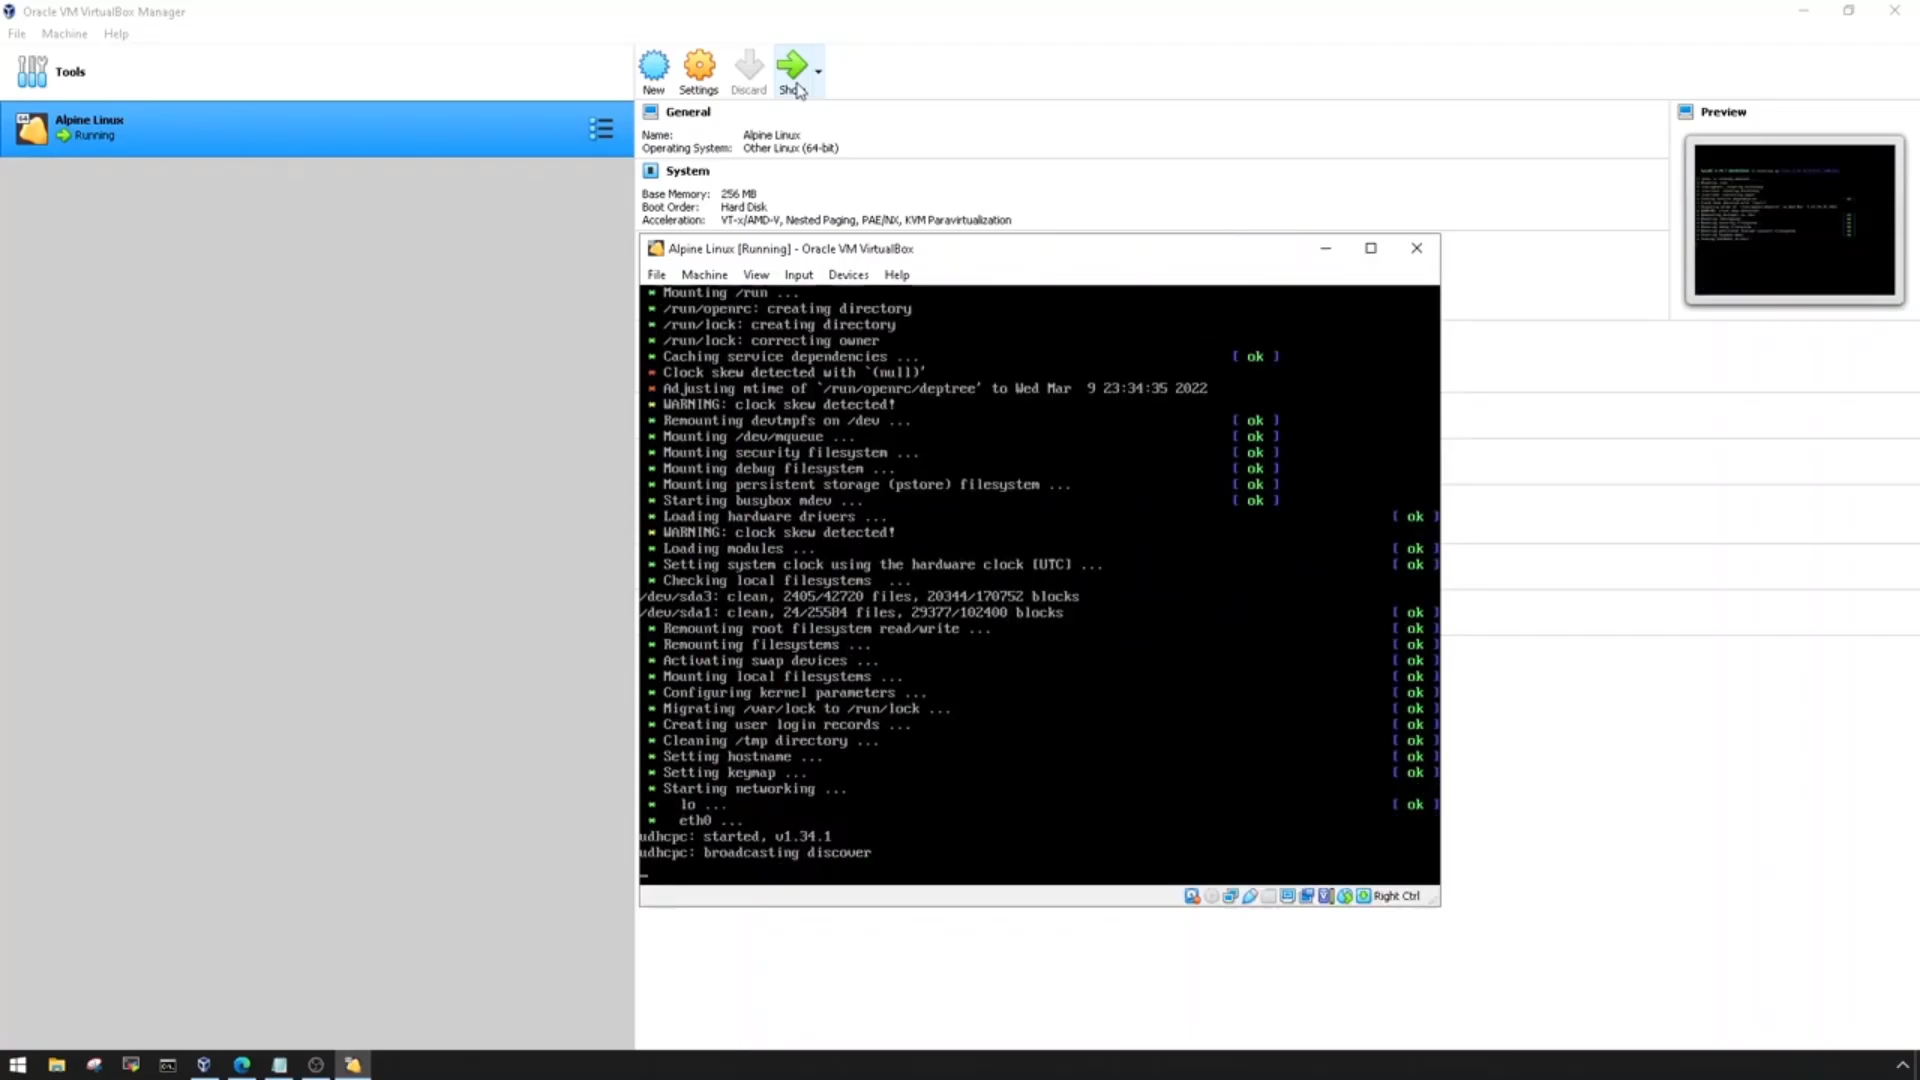 Oracle VM VirtualBox Manager
File Machine Help
Tools
New Settings Discard
General
Name: Alpine Linux
Operating System: Other Linux (64-bit)
System
Base Memory: 256 MB
Boot Order: Hard Disk
Acceleration: VT-x/AMD-V, Nested Paging, PAE/NX, KVM Paravirtualization
Preview
64
Alpine Linux
Running
Alpine Linux [Running] - Oracle VM VirtualBox
File Machine View Input Devices Help
* Mounting /run ...
* /run/openrc: creating directory
* /run/lock: creating directory
* /run/lock: correcting owner
* Caching service dependencies ... [ ok ]
* Clock skew detected with `(null)'
* Adjusting mtime of `/run/openrc/deptree' to Wed Mar  9 23:34:35 2022
* WARNING: clock skew detected!
* Remounting devtmpfs on /dev ... [ ok ]
* Mounting /dev/mqueue ... [ ok ]
* Mounting security filesystem ... [ ok ]
* Mounting debug filesystem ... [ ok ]
* Mounting persistent storage (pstore) filesystem ... [ ok ]
* Starting busybox mdev ... [ ok ]
* Loading hardware drivers ... [ ok ]
* WARNING: clock skew detected!
* Loading modules ... [ ok ]
* Setting system clock using the hardware clock [UTC] ... [ ok ]
* Checking local filesystems  ...
/dev/sda3: clean, 2405/42720 files, 20344/170752 blocks
/dev/sda1: clean, 24/25584 files, 29377/102400 blocks [ ok ]
* Remounting root filesystem read/write ... [ ok ]
* Remounting filesystems ... [ ok ]
* Activating swap devices ... [ ok ]
* Mounting local filesystems ... [ ok ]
* Configuring kernel parameters ... [ ok ]
* Migrating /var/lock to /run/lock ... [ ok ]
* Creating user login records ... [ ok ]
* Cleaning /tmp directory ... [ ok ]
* Setting hostname ... [ ok ]
* Setting keymap ... [ ok ]
* Starting networking ...
* lo ... [ ok ]
* eth0 ...
udhcpc: started, v1.34.1
udhcpc: broadcasting discover
Right Ctrl